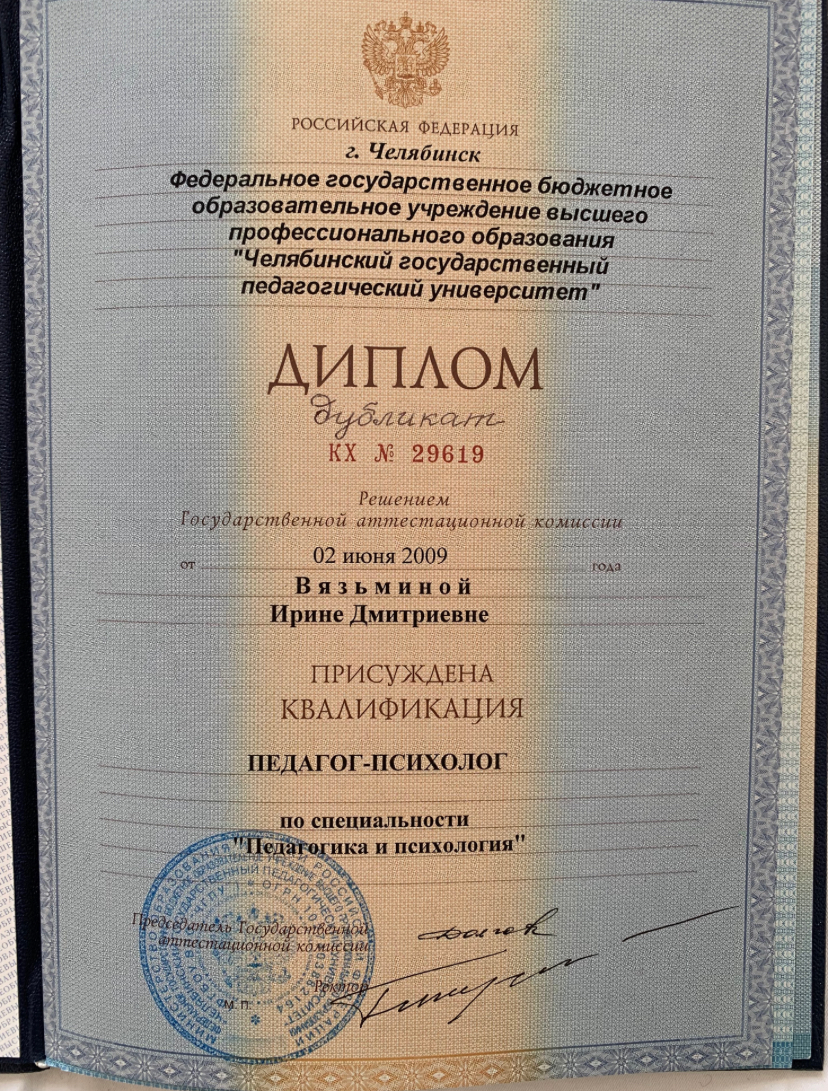 РОССИЙСКАЯ ФЕДЕРАЦИЯ
г. Челябинск
Федеральное государственное бюджетное
образовательное учреждение высшего
профессионального образования
"Челябинский государственный
педагогический университет"
ДИПЛОМ
Дубликат
КХ № 29619
Решением
Государственной аттестационной комиссии
от 02 июня 2009 года
Вязьминой
Ирине Дмитриевне
ПРИСУЖДЕНА
КВАЛИФИКАЦИЯ
ПЕДАГОГ-ПСИХОЛОГ
по специальности
"Педагогика и психология"
Председатель Государственной
аттестационной комиссии
Ректор
М.П.